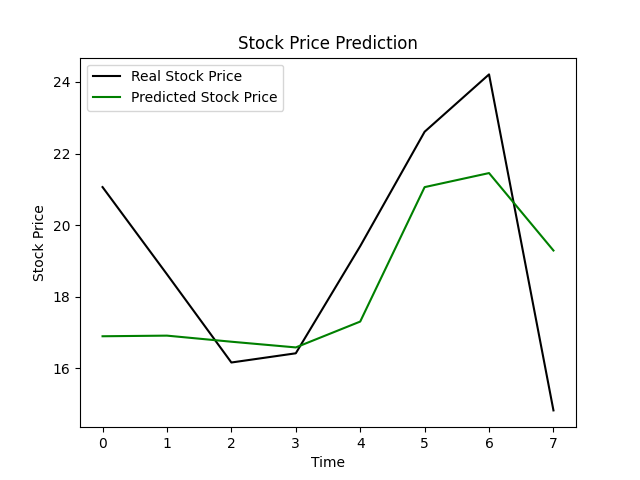 Stock Price Prediction
Real Stock Price
Predicted Stock Price
Stock Price
24
22
20
18
16
0 1 2 3 4 5 6 7
Time